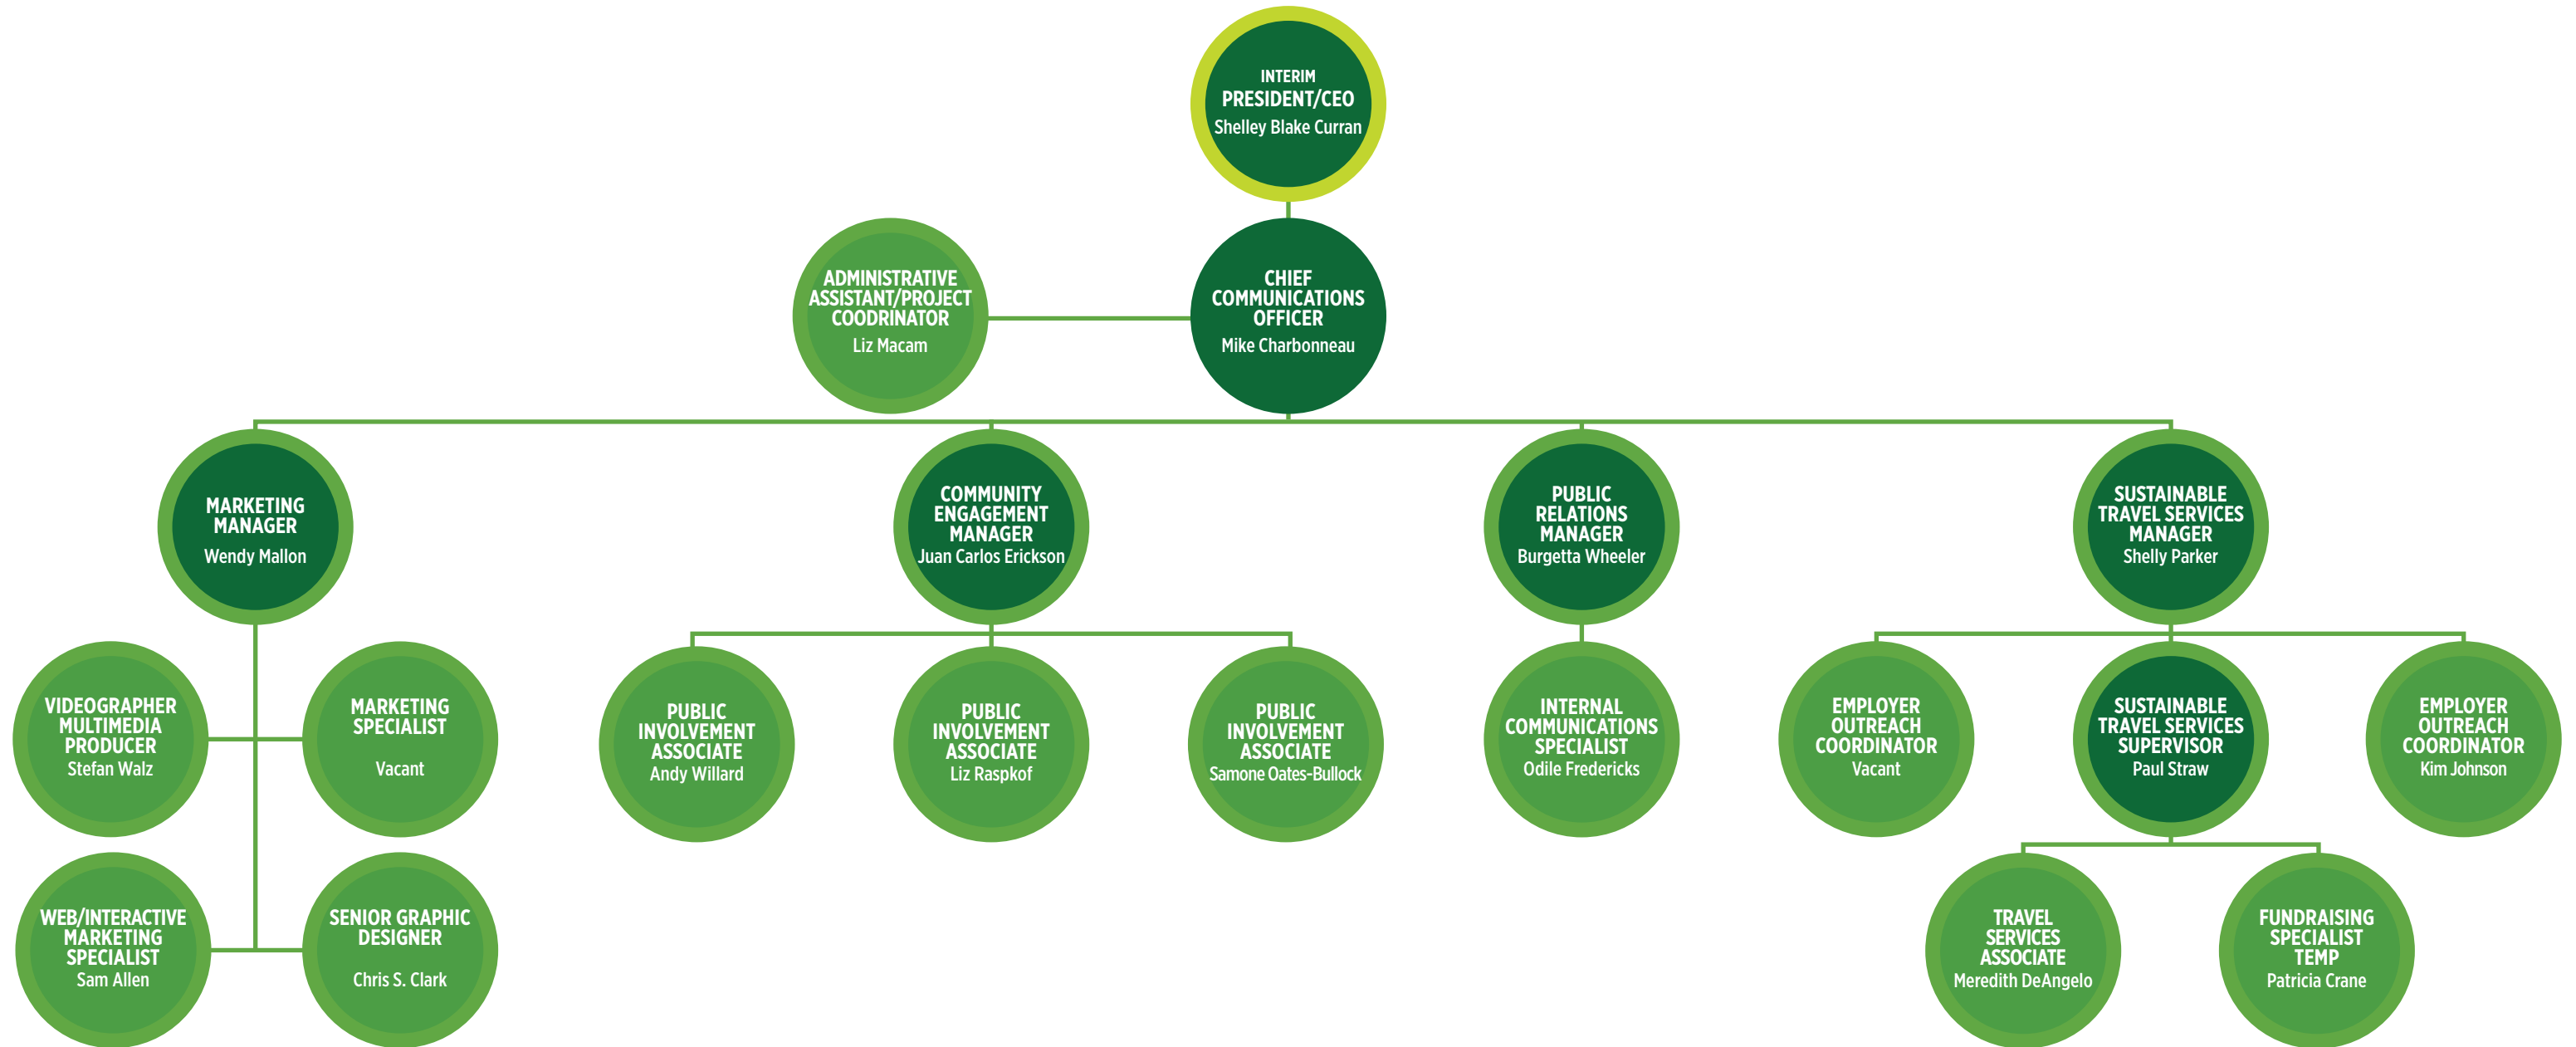 INTERIM
PRESIDENT/CEO
Shelley Blake Curran
ADMINISTRATIVE
ASSISTANT/PROJECT
COODRINATOR
Liz Macam
CHIEF
COMMUNICATIONS
OFFICER
Mike Charbonneau
MARKETING
MANAGER
Wendy Mallon
COMMUNITY
ENGAGEMENT
MANAGER
Juan Carlos Erickson
PUBLIC
RELATIONS
MANAGER
Burgetta Wheeler
SUSTAINABLE
TRAVEL SERVICES
MANAGER
Shelly Parker
VIDEOGRAPHER
MULTIMEDIA
PRODUCER
Stefan Walz
MARKETING
SPECIALIST
Vacant
PUBLIC
INVOLVEMENT
ASSOCIATE
Andy Willard
PUBLIC
INVOLVEMENT
ASSOCIATE
Liz Raspkof
PUBLIC
INVOLVEMENT
ASSOCIATE
Samone Oates-Bullock
INTERNAL
COMMUNICATIONS
SPECIALIST
Odile Fredericks
EMPLOYER
OUTREACH
COORDINATOR
Vacant
SUSTAINABLE
TRAVEL SERVICES
SUPERVISOR
Paul Straw
EMPLOYER
OUTREACH
COORDINATOR
Kim Johnson
WEB/INTERACTIVE
MARKETING
SPECIALIST
Sam Allen
SENIOR GRAPHIC
DESIGNER
Chris S. Clark
TRAVEL
SERVICES
ASSOCIATE
Meredith DeAngelo
FUNDRAISING
SPECIALIST
TEMP
Patricia Crane